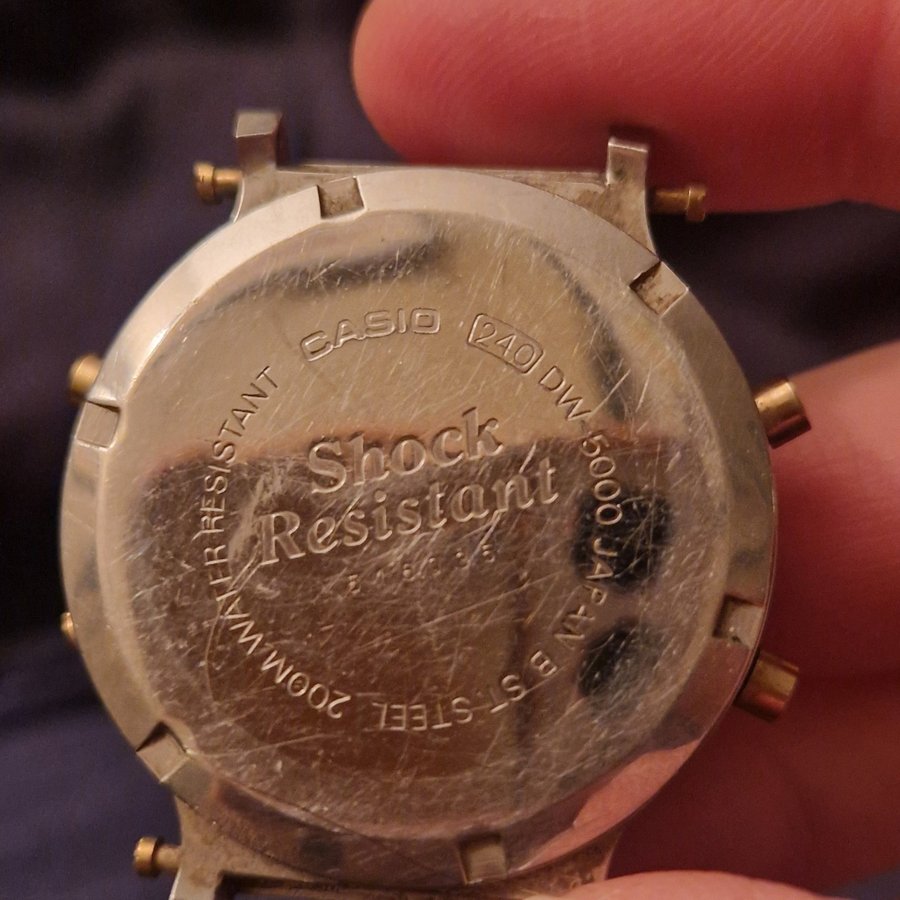 CASIO 240 DW-5000 JAPAN B ST.STEEL 200M WATER RESISTANT
Shock
Resistant